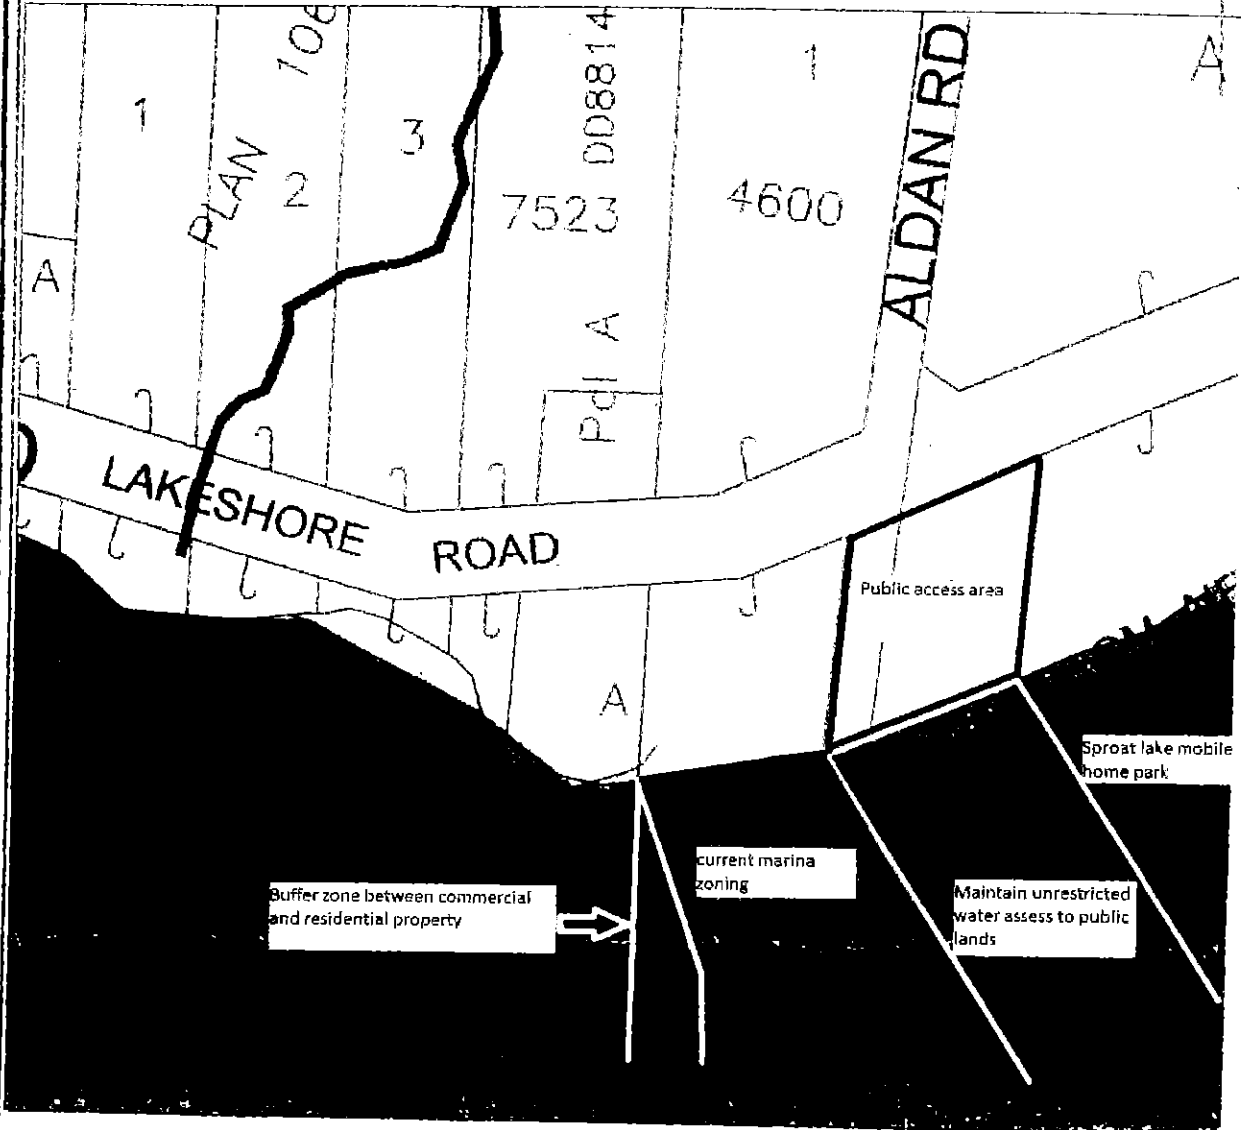 1
PLAN 106
2
3
7523
DD8814
Pcl A
1
4600
ALDAN RD
A
A
LAKESHORE ROAD
Public access area
A
Sproat lake mobile
home park
current marina
zoning
Buffer zone between commercial
and residential property
Maintain unrestricted
water assess to public
lands